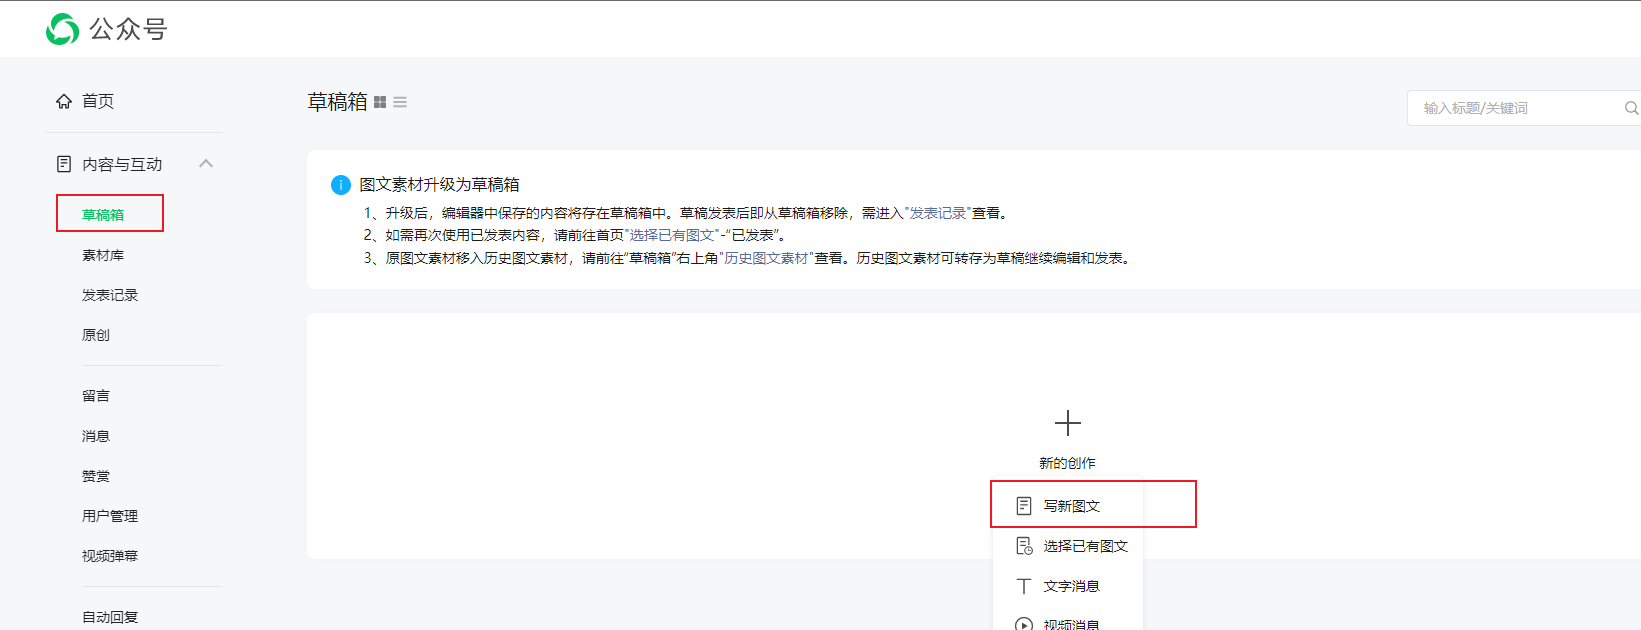 公众号
首页
内容与互动
草稿箱
素材库
发表记录
原创
留言
消息
赞赏
用户管理
视频弹幕
自动回复
草稿箱
输入标题/关键词
图文素材升级为草稿箱
1、升级后，编辑器中保存的内容将存在草稿箱中。草稿发表后即从草稿箱移除，需进入"发表记录"查看。
2、如需再次使用已发表内容，请前往首页"选择已有图文"-“已发表”。
3、原图文素材移入历史图文素材，请前往“草稿箱”右上角"历史图文素材"查看。历史图文素材可转存为草稿继续编辑和发表。
新的创作
写新图文
选择已有图文
文字消息
视频消息